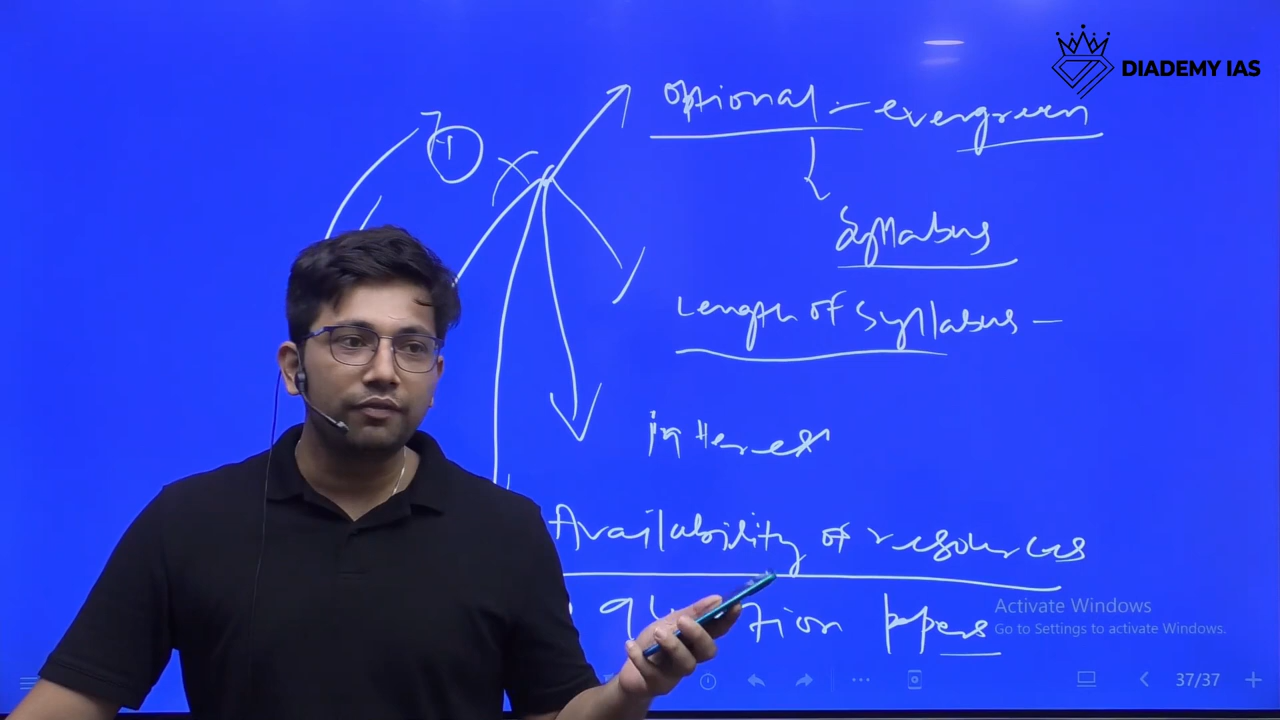 DIADEMY IAS
① X optional - evergreen
Syllabus
Length of Syllabus -
interest
Availability of resources
papers
Activate Windows
Go to Settings to activate Windows.
37/37